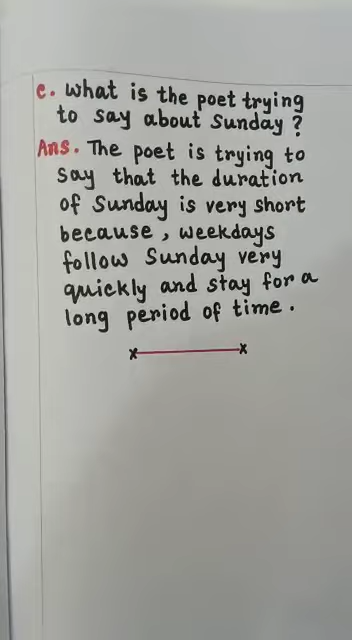 c. What is the poet trying
to say about Sunday ?
Ans. The poet is trying to
say that the duration
of Sunday is very short
because , weekdays
follow Sunday very
quickly and stay for a
long period of time .
x x